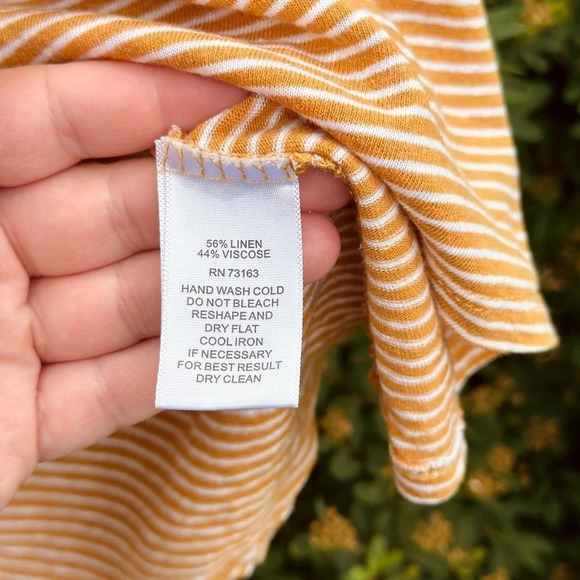 56% LINEN
44% VISCOSE
RN 73163
HAND WASH COLD
DO NOT BLEACH
RESHAPE AND
DRY FLAT
COOL IRON
IF NECESSARY
FOR BEST RESULT
DRY CLEAN